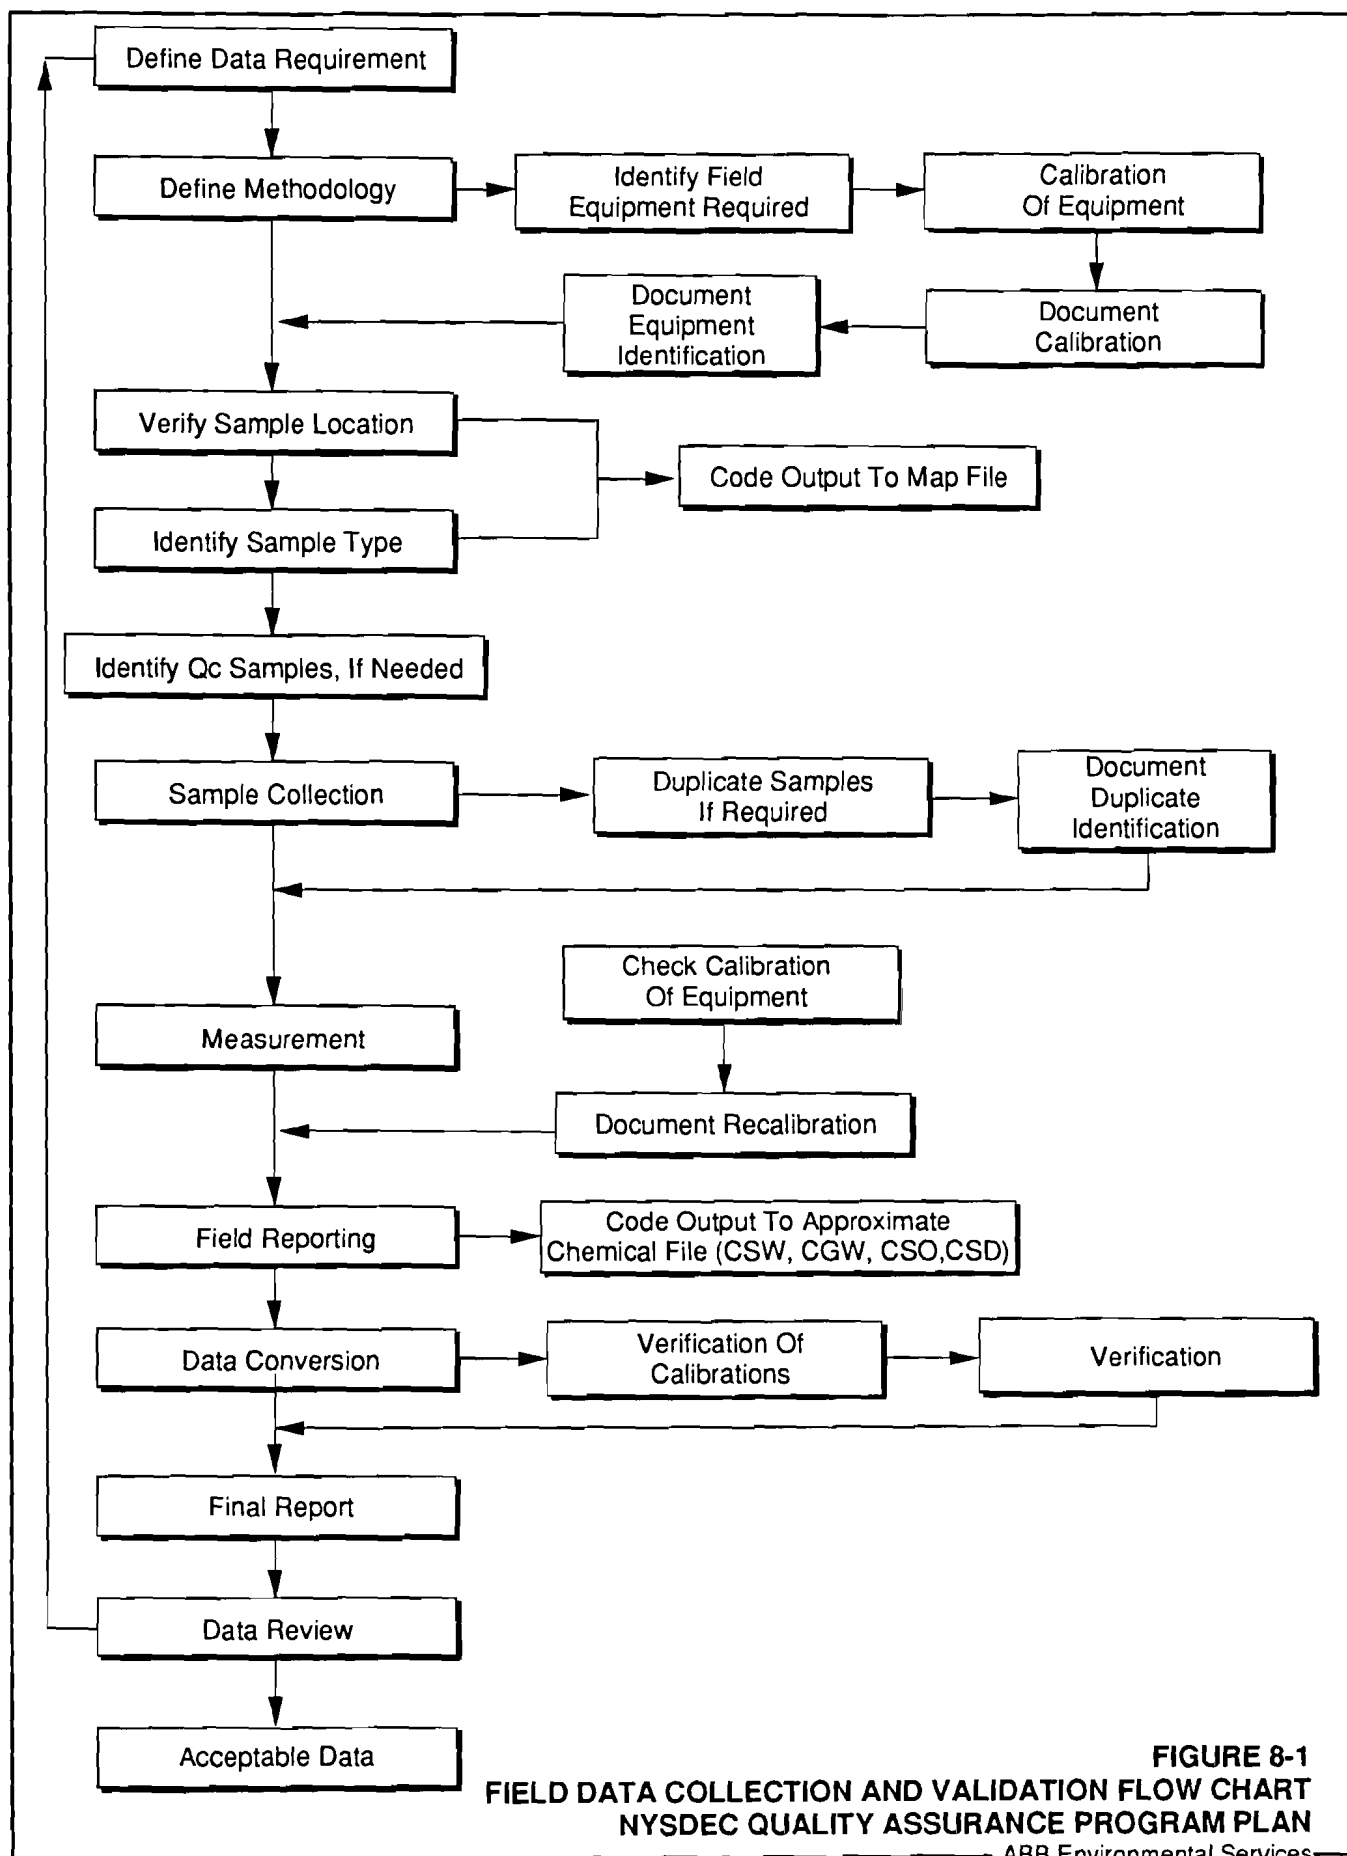 Define Data Requirement
Define Methodology
Identify Field
Equipment Required
Calibration
Of Equipment
Document
Equipment
Identification
Document
Calibration
Verify Sample Location
Code Output To Map File
Identify Sample Type
Identify Qc Samples, If Needed
Sample Collection
Duplicate Samples
If Required
Document
Duplicate
Identification
Check Calibration
Of Equipment
Measurement
Document Recalibration
Field Reporting
Code Output To Approximate
Chemical File (CSW, CGW, CSO,CSD)
Data Conversion
Verification Of
Calibrations
Verification
Final Report
Data Review
Acceptable Data
FIGURE 8-1
FIELD DATA COLLECTION AND VALIDATION FLOW CHART
NYSDEC QUALITY ASSURANCE PROGRAM PLAN
ABB Environmental Services